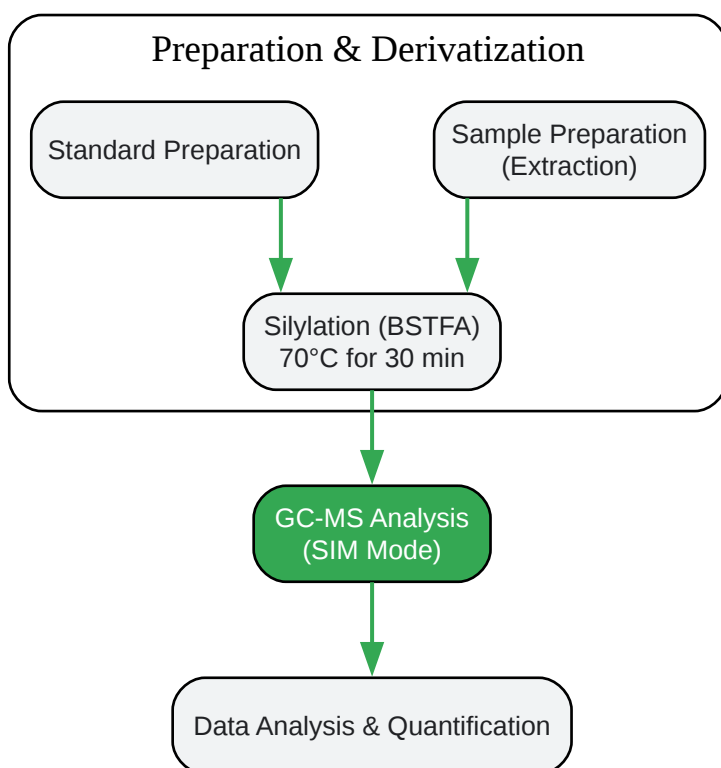 Preparation & Derivatization
Standard Preparation
Sample Preparation
(Extraction)
Silylation (BSTFA)
70°C for 30 min
GC-MS Analysis
(SIM Mode)
Data Analysis & Quantification